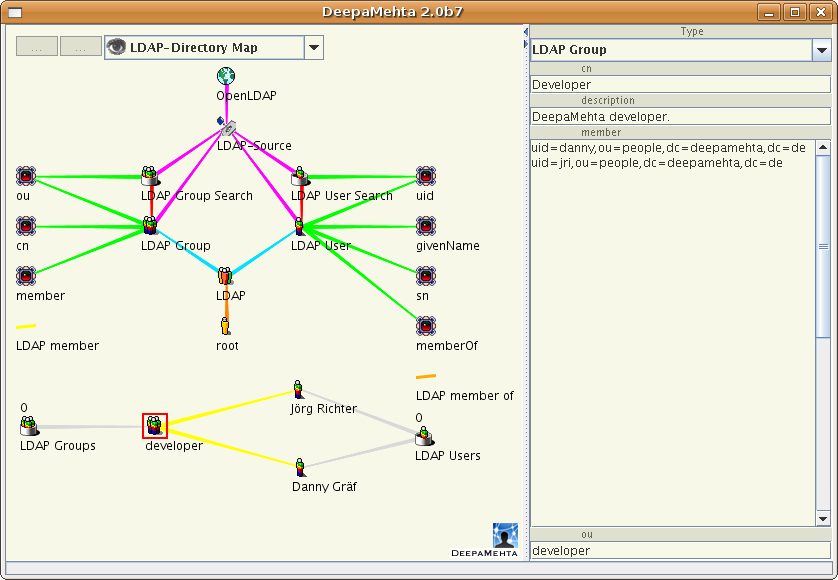 DeepaMehta 2.0b7
...
...
LDAP-Directory Map
OpenLDAP
LDAP-Source
ou
LDAP Group Search
LDAP User Search
uid
cn
LDAP Group
LDAP User
givenName
member
LDAP
sn
LDAP member
root
memberOf
LDAP member of
Jörg Richter
0
LDAP Groups
developer
0
LDAP Users
Danny Gräf
DEEPAMEHTA
Type
LDAP Group
cn
Developer
description
DeepaMehta developer.
member
uid=danny,ou=people,dc=deepamehta,dc=de
uid=jri,ou=people,dc=deepamehta,dc=de
ou
developer